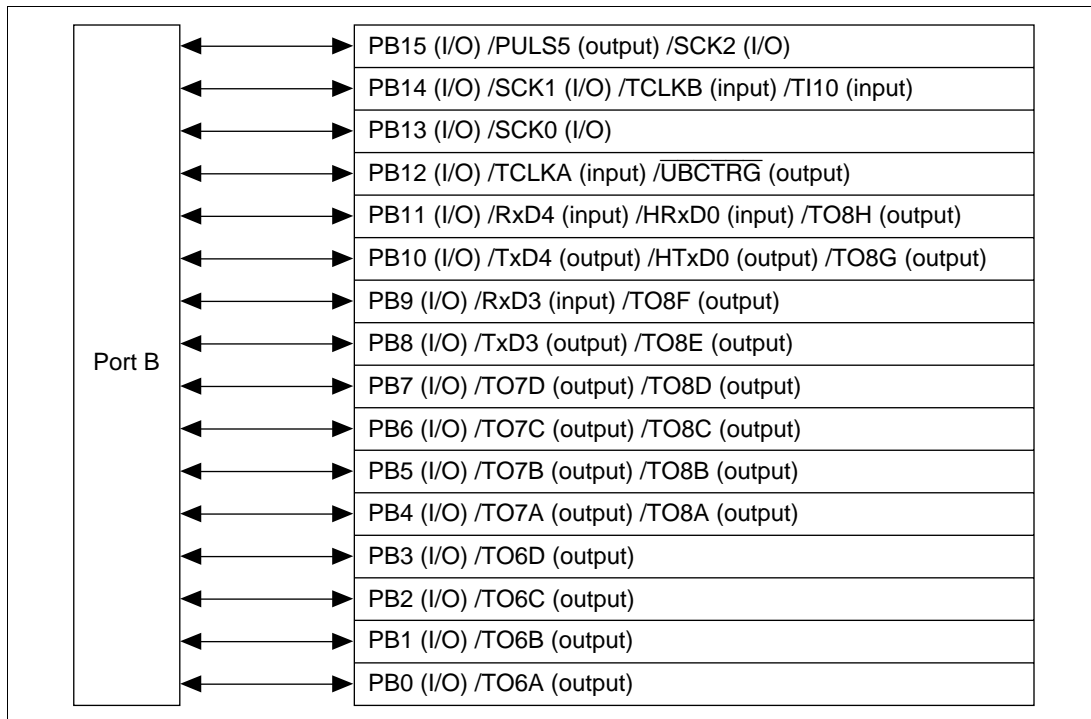 Port B
PB15 (I/O) /PULS5 (output) /SCK2 (I/O)
PB14 (I/O) /SCK1 (I/O) /TCLKB (input) /TI10 (input)
PB13 (I/O) /SCK0 (I/O)
PB12 (I/O) /TCLKA (input) /U̅B̅C̅T̅R̅G̅ (output)
PB11 (I/O) /RxD4 (input) /HRxD0 (input) /TO8H (output)
PB10 (I/O) /TxD4 (output) /HTxD0 (output) /TO8G (output)
PB9 (I/O) /RxD3 (input) /TO8F (output)
PB8 (I/O) /TxD3 (output) /TO8E (output)
PB7 (I/O) /TO7D (output) /TO8D (output)
PB6 (I/O) /TO7C (output) /TO8C (output)
PB5 (I/O) /TO7B (output) /TO8B (output)
PB4 (I/O) /TO7A (output) /TO8A (output)
PB3 (I/O) /TO6D (output)
PB2 (I/O) /TO6C (output)
PB1 (I/O) /TO6B (output)
PB0 (I/O) /TO6A (output)